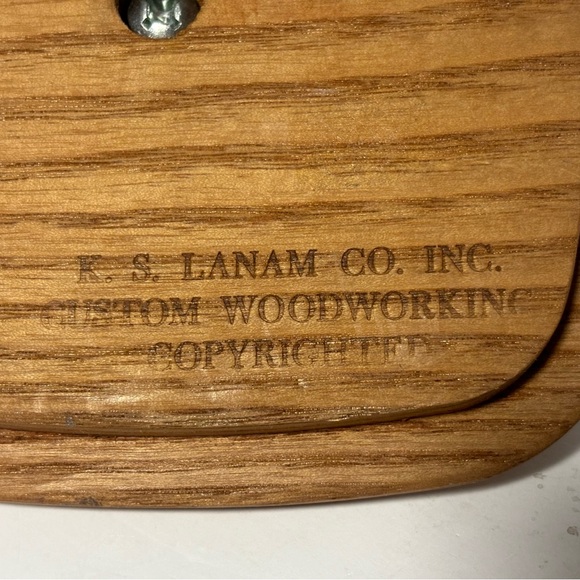 K. S. LANAM CO. INC.
CUSTOM WOODWORKING
COPYRIGHTED